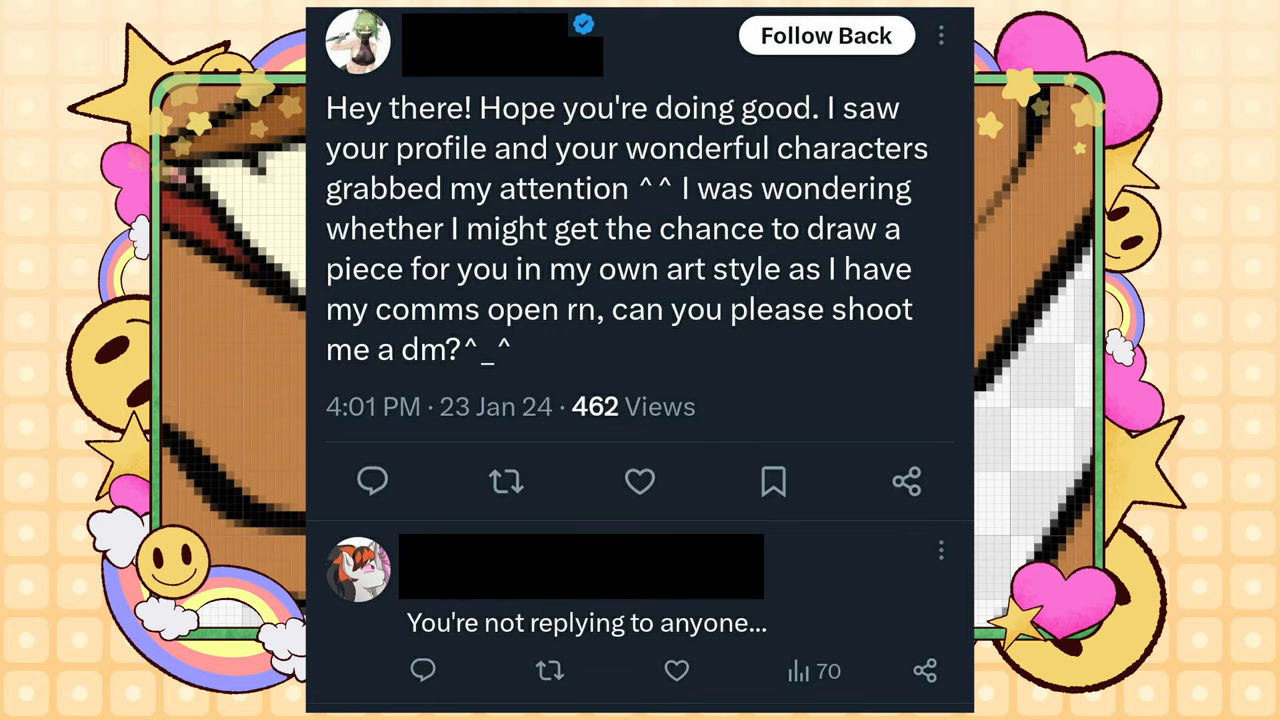 Follow Back
Hey there! Hope you're doing good. I saw
your profile and your wonderful characters
grabbed my attention ^^ I was wondering
whether I might get the chance to draw a
piece for you in my own art style as I have
my comms open rn, can you please shoot
me a dm?^_^
4:01 PM · 23 Jan 24 · 462 Views
You're not replying to anyone...
70